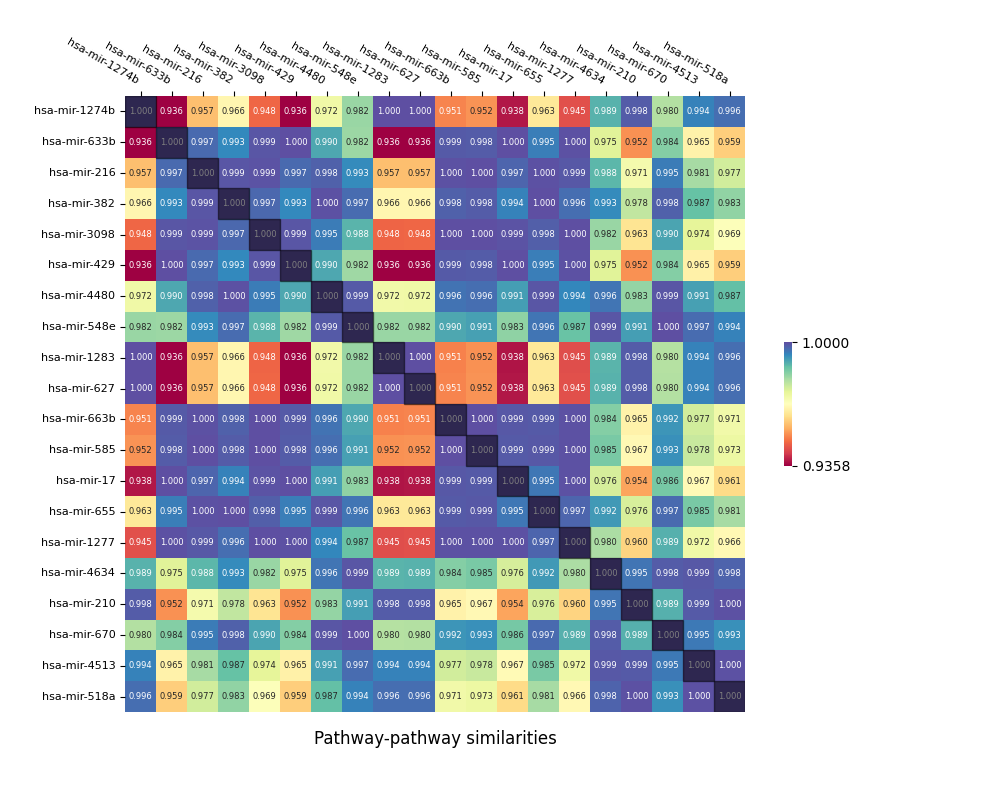 hsa-mir-1274b hsa-mir-633b hsa-mir-216 hsa-mir-382 hsa-mir-3098 hsa-mir-429 hsa-mir-4480 hsa-mir-548e hsa-mir-1283 hsa-mir-627 hsa-mir-663b hsa-mir-585 hsa-mir-17 hsa-mir-655 hsa-mir-1277 hsa-mir-4634 hsa-mir-210 hsa-mir-670 hsa-mir-4513 hsa-mir-518a
hsa-mir-1274b 1.000 0.936 0.957 0.966 0.948 0.936 0.972 0.982 1.000 1.000 0.951 0.952 0.938 0.963 0.945 0.989 0.998 0.980 0.994 0.996
hsa-mir-633b 0.936 1.000 0.997 0.993 0.999 1.000 0.990 0.982 0.936 0.936 0.999 0.998 1.000 0.995 1.000 0.975 0.952 0.984 0.965 0.959
hsa-mir-216 0.957 0.997 1.000 0.999 0.999 0.997 0.998 0.993 0.957 0.957 1.000 1.000 0.997 1.000 0.999 0.988 0.971 0.995 0.981 0.977
hsa-mir-382 0.966 0.993 0.999 1.000 0.997 0.993 1.000 0.997 0.966 0.966 0.998 0.998 0.994 1.000 0.996 0.993 0.978 0.998 0.987 0.983
hsa-mir-3098 0.948 0.999 0.999 0.997 1.000 0.999 0.995 0.988 0.948 0.948 1.000 1.000 0.999 0.998 1.000 0.982 0.963 0.990 0.974 0.969
hsa-mir-429 0.936 1.000 0.997 0.993 0.999 1.000 0.990 0.982 0.936 0.936 0.999 0.998 1.000 0.995 1.000 0.975 0.952 0.984 0.965 0.959
hsa-mir-4480 0.972 0.990 0.998 1.000 0.995 0.990 1.000 0.999 0.972 0.972 0.996 0.996 0.991 0.999 0.994 0.996 0.983 0.999 0.991 0.987
hsa-mir-548e 0.982 0.982 0.993 0.997 0.988 0.982 0.999 1.000 0.982 0.982 0.990 0.991 0.983 0.996 0.987 0.999 0.991 1.000 0.997 0.994
hsa-mir-1283 1.000 0.936 0.957 0.966 0.948 0.936 0.972 0.982 1.000 1.000 0.951 0.952 0.938 0.963 0.945 0.989 0.998 0.980 0.994 0.996
1.0000
hsa-mir-627 1.000 0.936 0.957 0.966 0.948 0.936 0.972 0.982 1.000 1.000 0.951 0.952 0.938 0.963 0.945 0.989 0.998 0.980 0.994 0.996
hsa-mir-663b 0.951 0.999 1.000 0.998 1.000 0.999 0.996 0.990 0.951 0.951 1.000 1.000 0.999 0.999 1.000 0.984 0.965 0.992 0.977 0.971
hsa-mir-585 0.952 0.998 1.000 0.998 1.000 0.998 0.996 0.991 0.952 0.952 1.000 1.000 0.999 0.999 1.000 0.985 0.967 0.993 0.978 0.973
0.9358
hsa-mir-17 0.938 1.000 0.997 0.994 0.999 1.000 0.991 0.983 0.938 0.938 0.999 0.999 1.000 0.995 1.000 0.976 0.954 0.986 0.967 0.961
hsa-mir-655 0.963 0.995 1.000 1.000 0.998 0.995 0.999 0.996 0.963 0.963 0.999 0.999 0.995 1.000 0.997 0.992 0.976 0.997 0.985 0.981
hsa-mir-1277 0.945 1.000 0.999 0.996 1.000 1.000 0.994 0.987 0.945 0.945 1.000 1.000 1.000 0.997 1.000 0.980 0.960 0.989 0.972 0.966
hsa-mir-4634 0.989 0.975 0.988 0.993 0.982 0.975 0.996 0.999 0.989 0.989 0.984 0.985 0.976 0.992 0.980 1.000 0.995 0.998 0.999 0.998
hsa-mir-210 0.998 0.952 0.971 0.978 0.963 0.952 0.983 0.991 0.998 0.998 0.965 0.967 0.954 0.976 0.960 0.995 1.000 0.989 0.999 1.000
hsa-mir-670 0.980 0.984 0.995 0.998 0.990 0.984 0.999 1.000 0.980 0.980 0.992 0.993 0.986 0.997 0.989 0.998 0.989 1.000 0.995 0.993
hsa-mir-4513 0.994 0.965 0.981 0.987 0.974 0.965 0.991 0.997 0.994 0.994 0.977 0.978 0.967 0.985 0.972 0.999 0.999 0.995 1.000 1.000
hsa-mir-518a 0.996 0.959 0.977 0.983 0.969 0.959 0.987 0.994 0.996 0.996 0.971 0.973 0.961 0.981 0.966 0.998 1.000 0.993 1.000 1.000
Pathway-pathway similarities